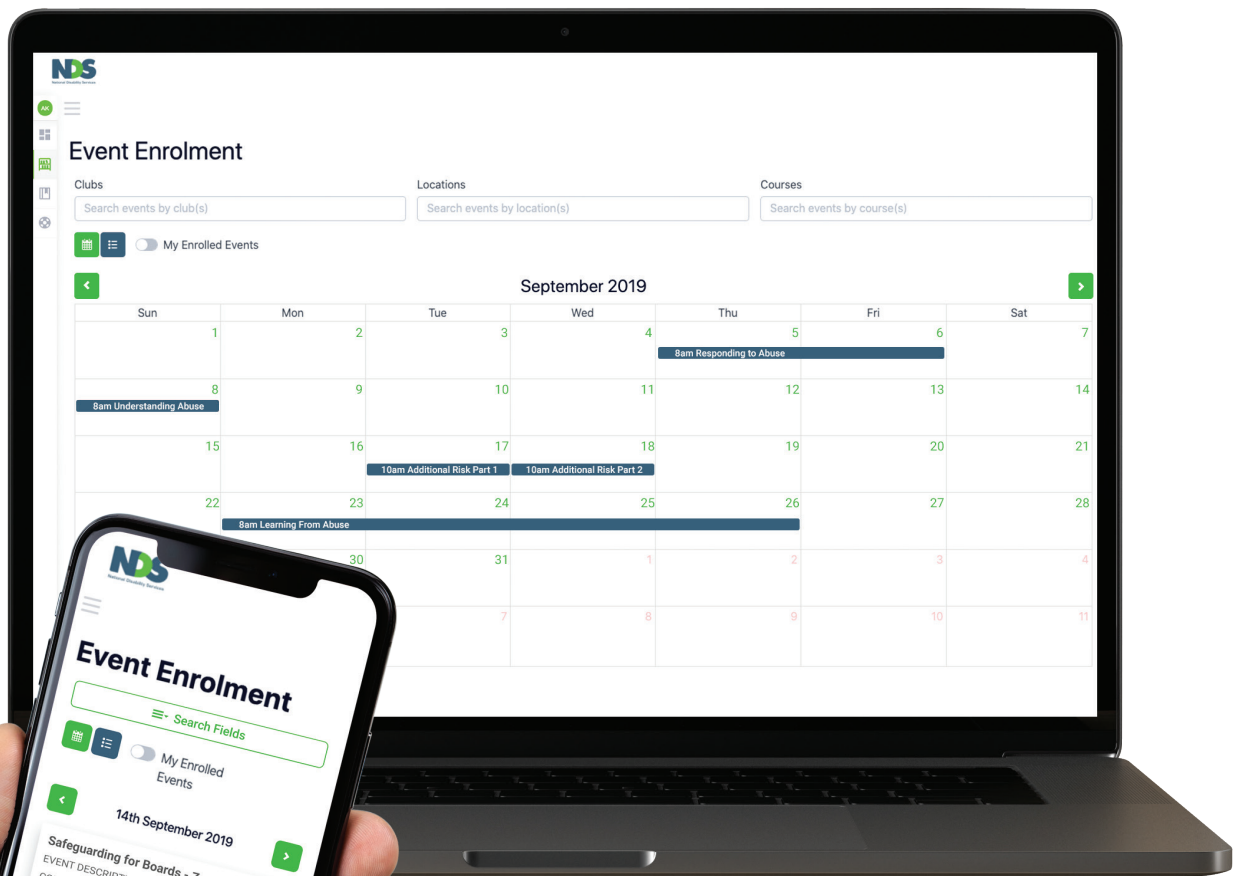 NDS
National Disability Services
AK
Event Enrolment
Clubs Locations Courses
Search events by club(s) Search events by location(s) Search events by course(s)
My Enrolled Events
September 2019
Sun Mon Tue Wed Thu Fri Sat
1 2 3 4 5 6 7
8am Responding to Abuse
8 9 10 11 12 13 14
8am Understanding Abuse
15 16 17 18 19 20 21
10am Additional Risk Part 1 10am Additional Risk Part 2
22 23 24 25 26 27 28
8am Learning From Abuse
30 31 1 2 3 4
7 8 9 10 11
NDS
National Disability Services
Event Enrolment
Search Fields
My Enrolled
Events
14th September 2019
Safeguarding for Boards -
EVENT